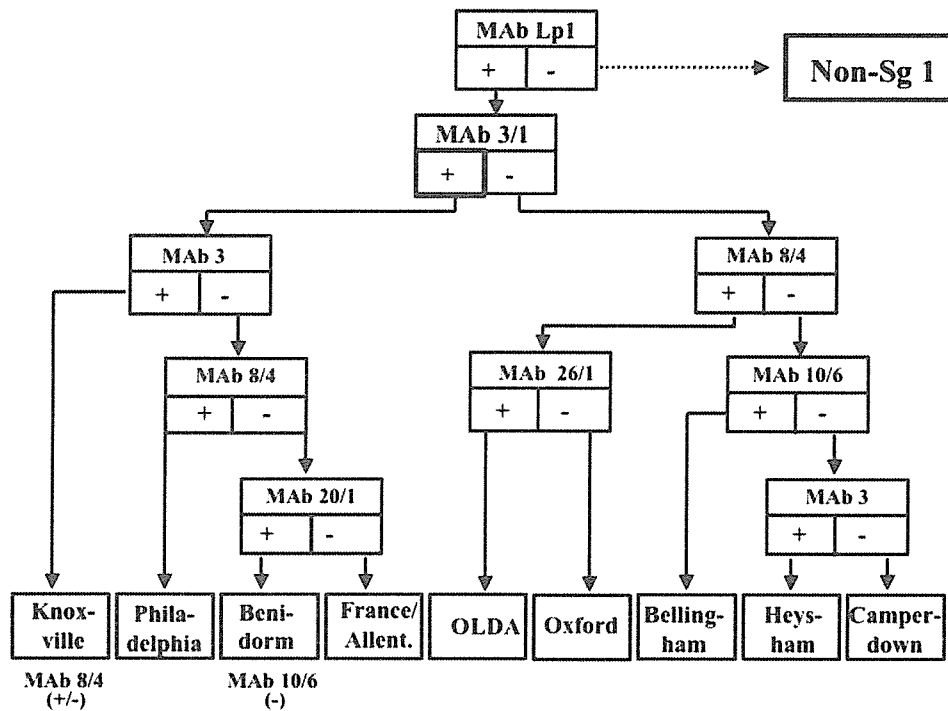 MAb Lp1
+ -
Non-Sg 1
MAb 3/1
+ -
MAb 3
+ -
MAb 8/4
+ -
MAb 8/4
+ -
MAb 26/1
+ -
MAb 10/6
+ -
MAb 20/1
+ -
MAb 3
+ -
Knox-
ville
Phila-
delphia
Beni-
dorm
France/
Allent.
OLDA
Oxford
Belling-
ham
Heys-
ham
Camper-
down
MAb 8/4
(+/-)
MAb 10/6
(-)